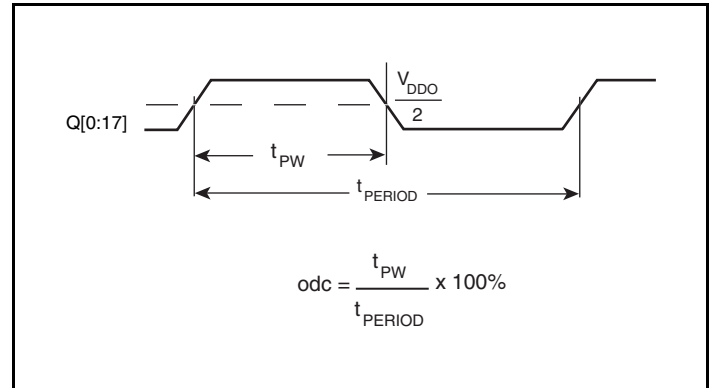 V_DDO
2
Q[0:17]
t_PW
t_PERIOD
t_PW
odc = x 100%
t_PERIOD